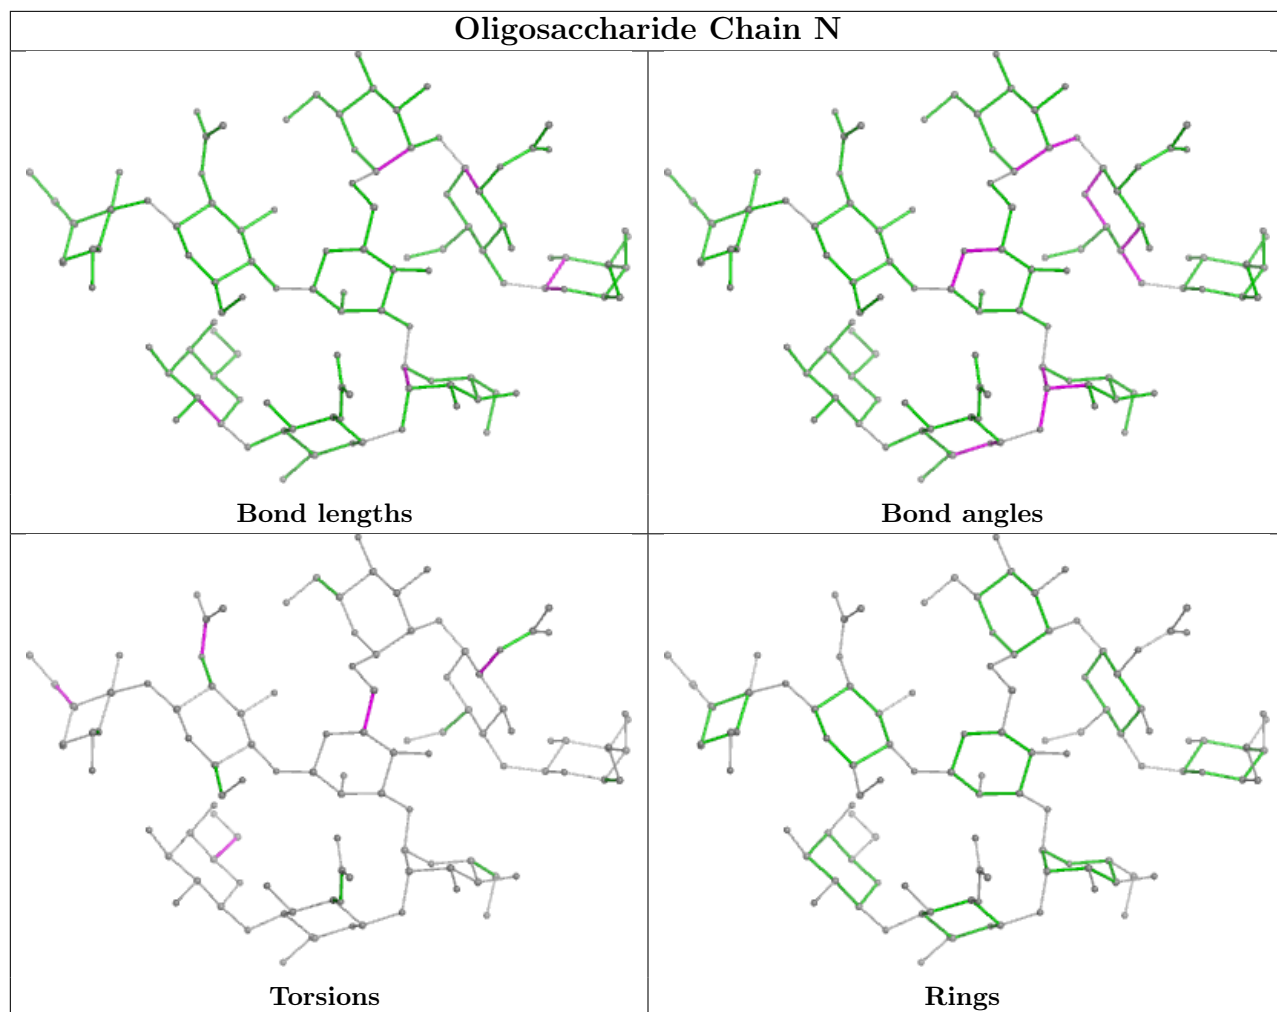 Oligosaccharide Chain N
Bond lengths
Bond angles
Torsions
Rings